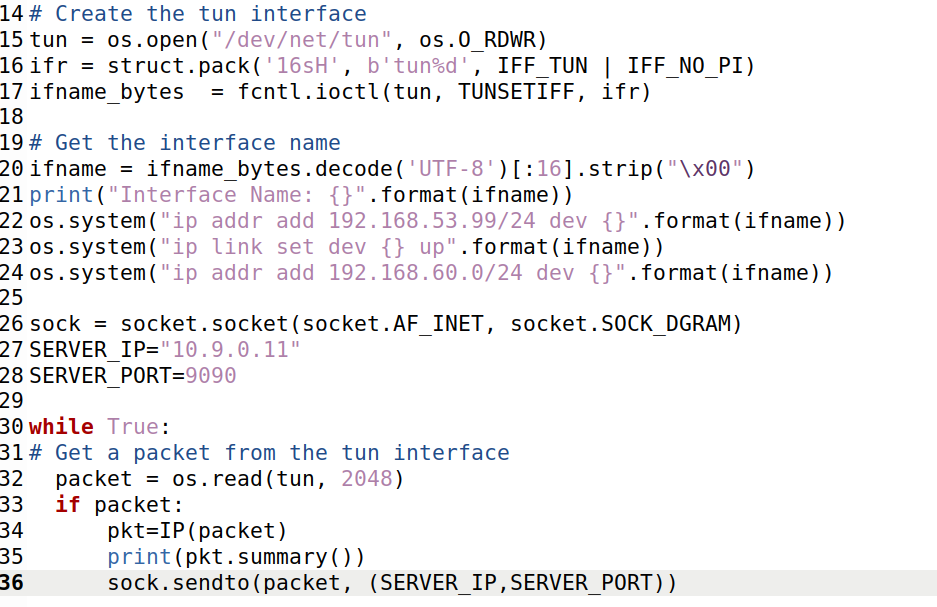 14 # Create the tun interface
15 tun = os.open("/dev/net/tun", os.O_RDWR)
16 ifr = struct.pack('16sH', b'tun%d', IFF_TUN | IFF_NO_PI)
17 ifname_bytes  = fcntl.ioctl(tun, TUNSETIFF, ifr)
18
19 # Get the interface name
20 ifname = ifname_bytes.decode('UTF-8')[:16].strip("\x00")
21 print("Interface Name: {}".format(ifname))
22 os.system("ip addr add 192.168.53.99/24 dev {}".format(ifname))
23 os.system("ip link set dev {} up".format(ifname))
24 os.system("ip addr add 192.168.60.0/24 dev {}".format(ifname))
25
26 sock = socket.socket(socket.AF_INET, socket.SOCK_DGRAM)
27 SERVER_IP="10.9.0.11"
28 SERVER_PORT=9090
29
30 while True:
31 # Get a packet from the tun interface
32   packet = os.read(tun, 2048)
33   if packet:
34       pkt=IP(packet)
35       print(pkt.summary())
36       sock.sendto(packet, (SERVER_IP,SERVER_PORT))